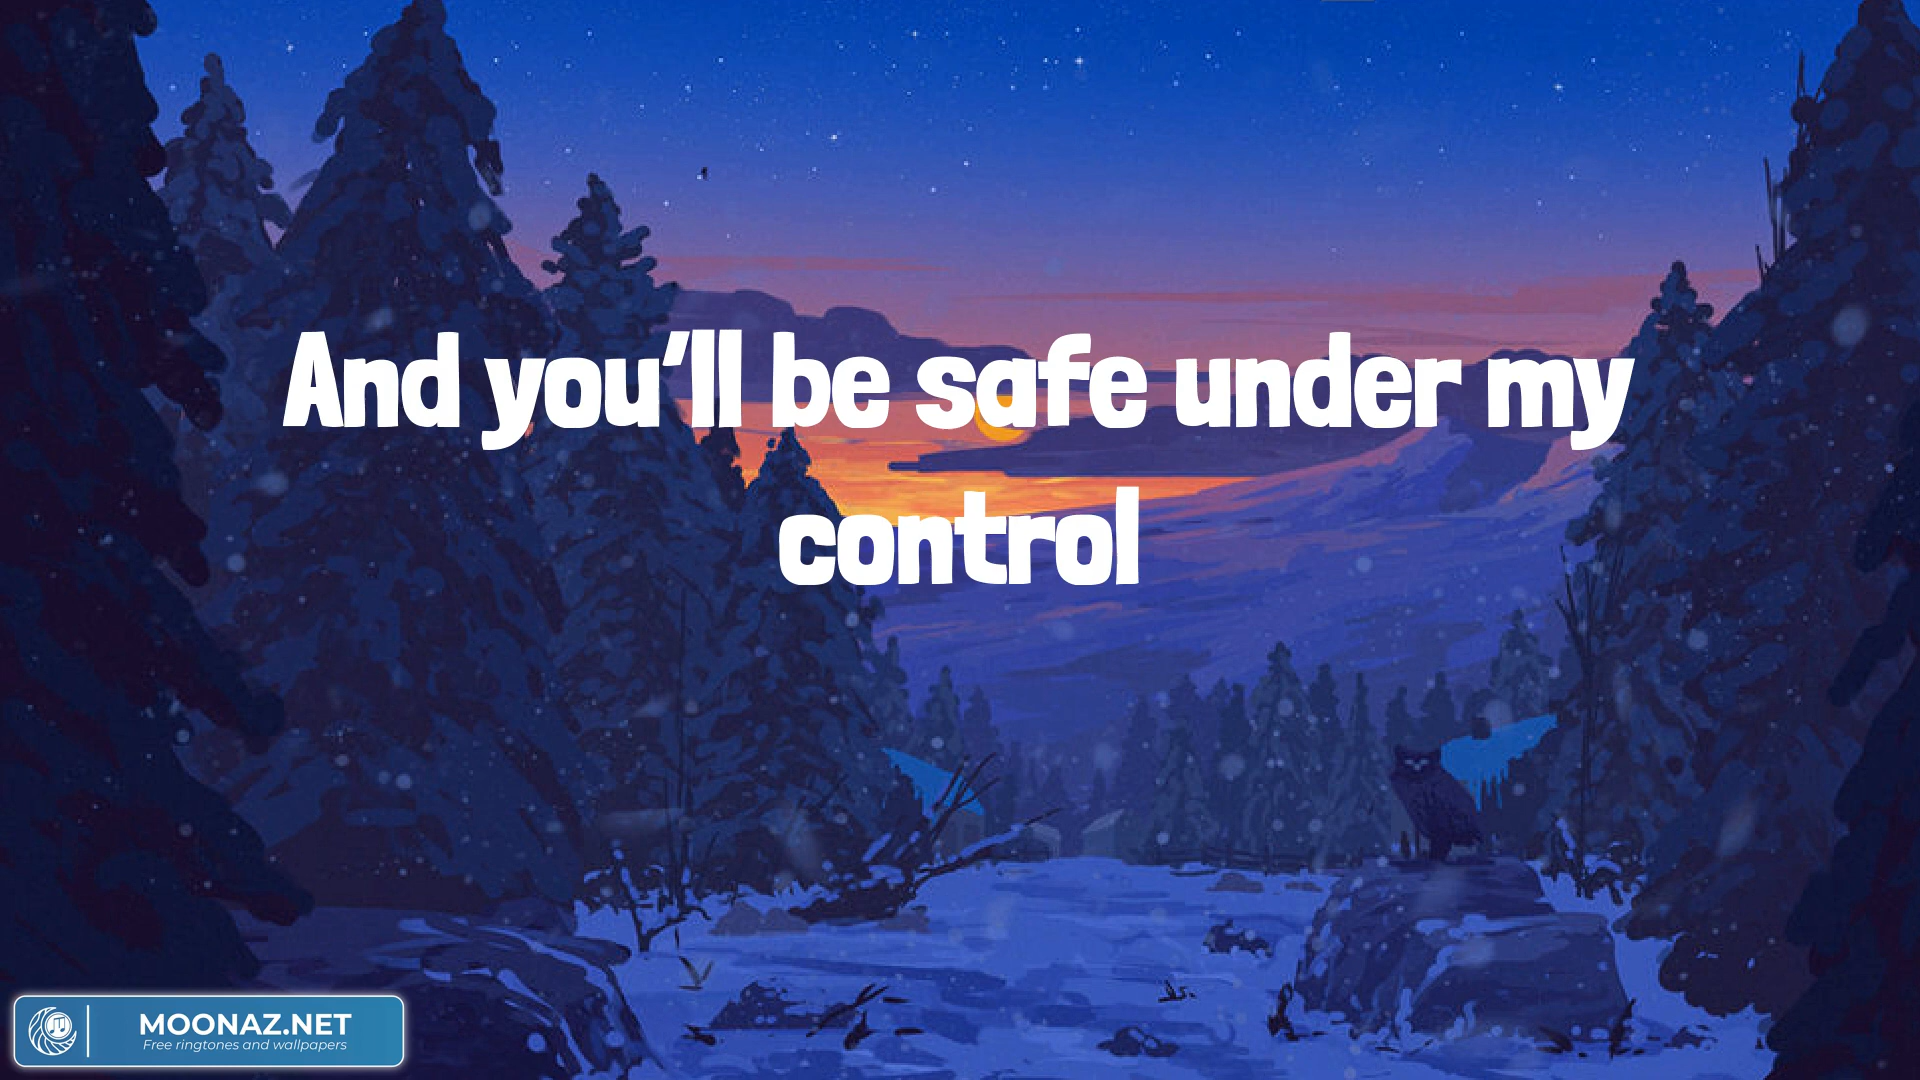 And you'll be safe under my
control
MOONAZ.NET
Free ringtones and wallpapers